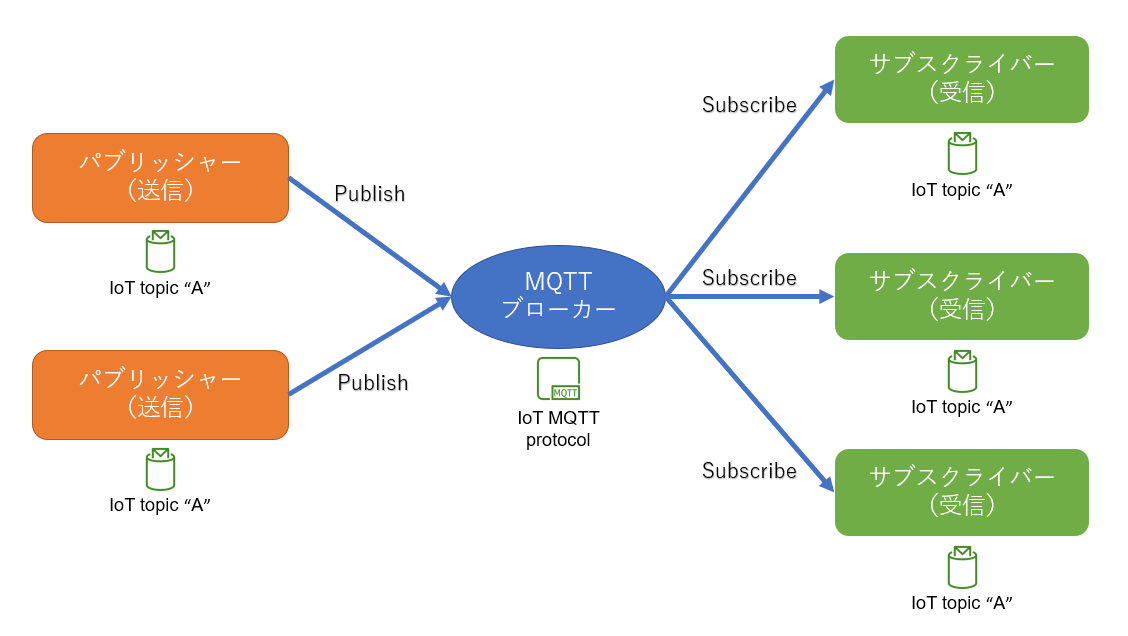 パブリッシャー
（送信）
IoT topic “A”
Publish
パブリッシャー
（送信）
IoT topic “A”
Publish
MQTT
ブローカー
MQTT
IoT MQTT
protocol
Subscribe
サブスクライバー
（受信）
IoT topic “A”
Subscribe
サブスクライバー
（受信）
IoT topic “A”
Subscribe
サブスクライバー
（受信）
IoT topic “A”